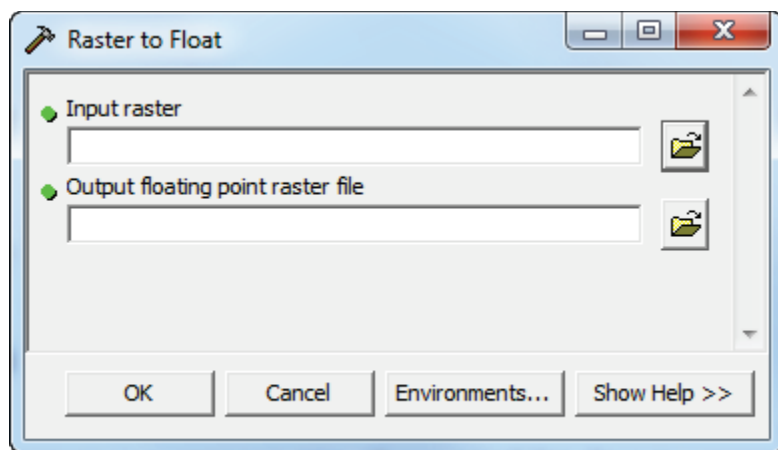 Raster to Float
Input raster
Output floating point raster file
OK Cancel Environments... Show Help >>